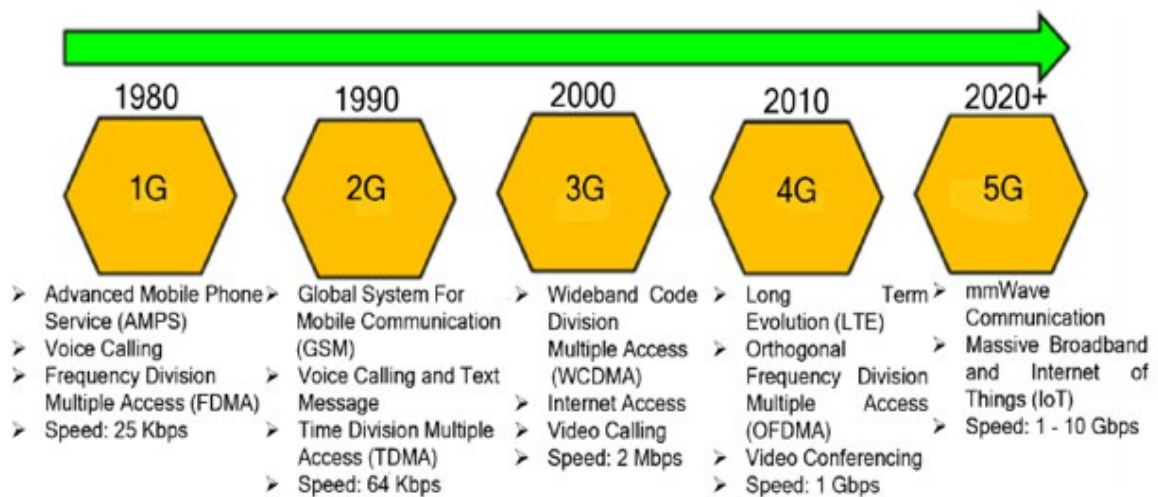 1980
1990
2000
2010
2020+
1G
2G
3G
4G
5G
➢ Advanced Mobile Phone
Service (AMPS)
➢ Voice Calling
➢ Frequency Division
Multiple Access (FDMA)
➢ Speed: 25 Kbps
➢ Global System For
Mobile Communication
(GSM)
➢ Voice Calling and Text
Message
➢ Time Division Multiple
Access (TDMA)
➢ Speed: 64 Kbps
➢ Wideband Code
Division
Multiple Access
(WCDMA)
➢ Internet Access
➢ Video Calling
➢ Speed: 2 Mbps
➢ Long Term
Evolution (LTE)
➢ Orthogonal
Frequency Division
Multiple Access
(OFDMA)
➢ Video Conferencing
➢ Speed: 1 Gbps
➢ mmWave
Communication
➢ Massive Broadband
and Internet of
Things (IoT)
➢ Speed: 1 - 10 Gbps